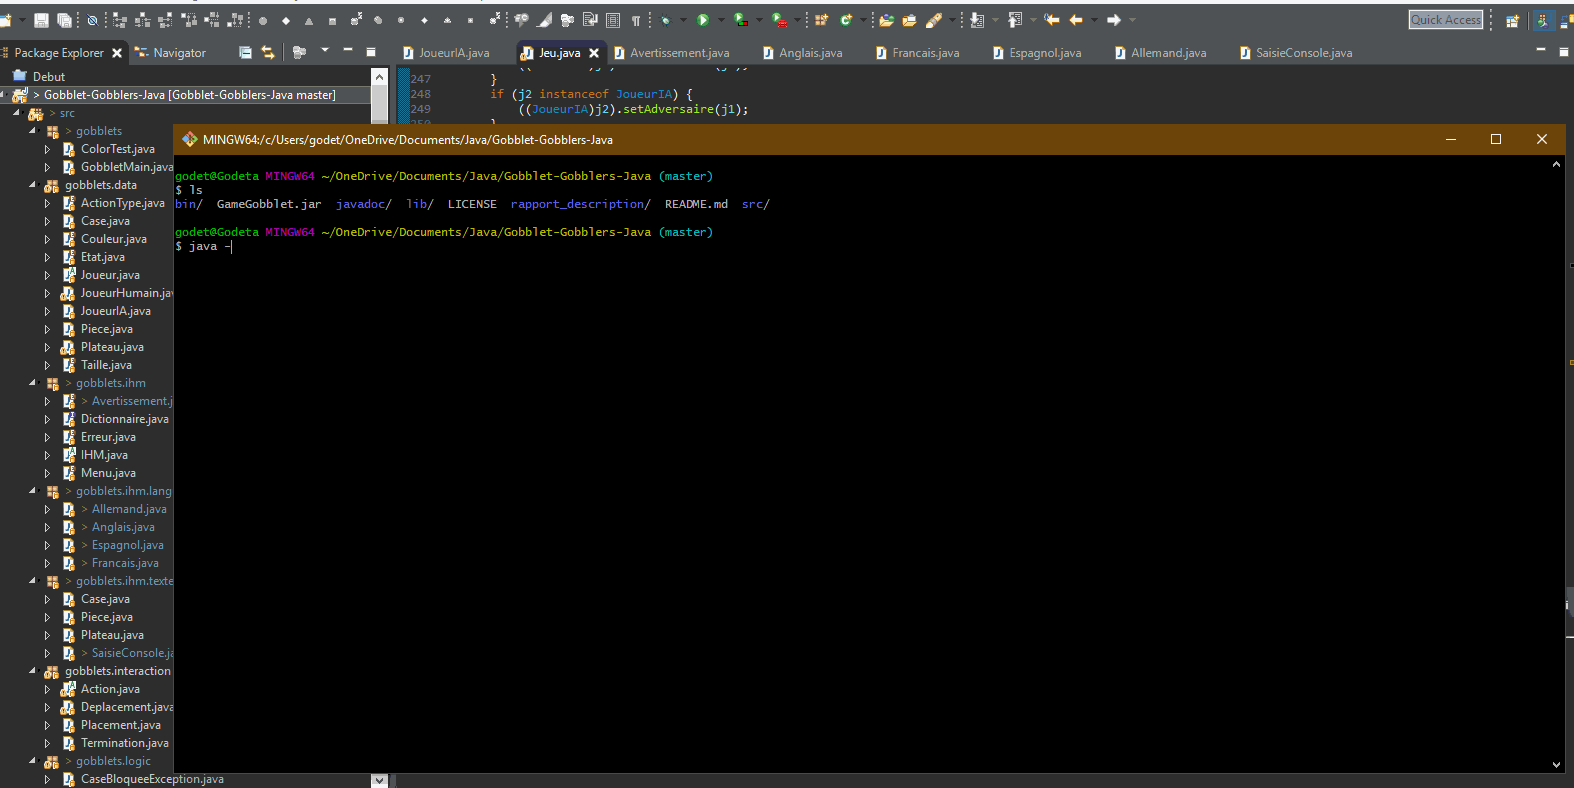 Quick Access
Package Explorer
Navigator
JoueurIA.java
Jeu.java
Avertissement.java
Anglais.java
Francais.java
Espagnol.java
Allemand.java
SaisieConsole.java
Debut
> Gobblet-Gobblers-Java [Gobblet-Gobblers-Java master]
> src
> gobblets
ColorTest.java
GobbletMain.java
gobblets.data
ActionType.java
Case.java
Couleur.java
Etat.java
Joueur.java
JoueurHumain.jav
JoueurIA.java
Piece.java
Plateau.java
Taille.java
> gobblets.ihm
> Avertissement.j
Dictionnaire.java
Erreur.java
IHM.java
Menu.java
> gobblets.ihm.lang
> Allemand.java
> Anglais.java
> Espagnol.java
> Francais.java
> gobblets.ihm.texte
Case.java
Piece.java
Plateau.java
> SaisieConsole.ja
gobblets.interaction
Action.java
Deplacement.java
Placement.java
Termination.java
> gobblets.logic
CaseBloqueeException.java
247 }
248 if (j2 instanceof JoueurIA) {
249 ((JoueurIA)j2).setAdversaire(j1);
MINGW64:/c/Users/godet/OneDrive/Documents/Java/Gobblet-Gobblers-Java
godet@Godeta MINGW64 ~/OneDrive/Documents/Java/Gobblet-Gobblers-Java (master)
$ ls
bin/ GameGobblet.jar javadoc/ lib/ LICENSE rapport_description/ README.md src/
godet@Godeta MINGW64 ~/OneDrive/Documents/Java/Gobblet-Gobblers-Java (master)
$ java -